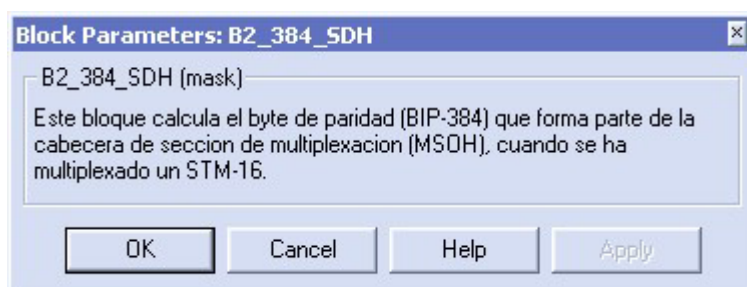 Block Parameters: B2_384_SDH
B2_384_SDH (mask)
Este bloque calcula el byte de paridad (BIP-384) que forma parte de la
cabecera de seccion de multiplexacion (MSOH), cuando se ha
multiplexado un STM-16.
OK Cancel Help Apply